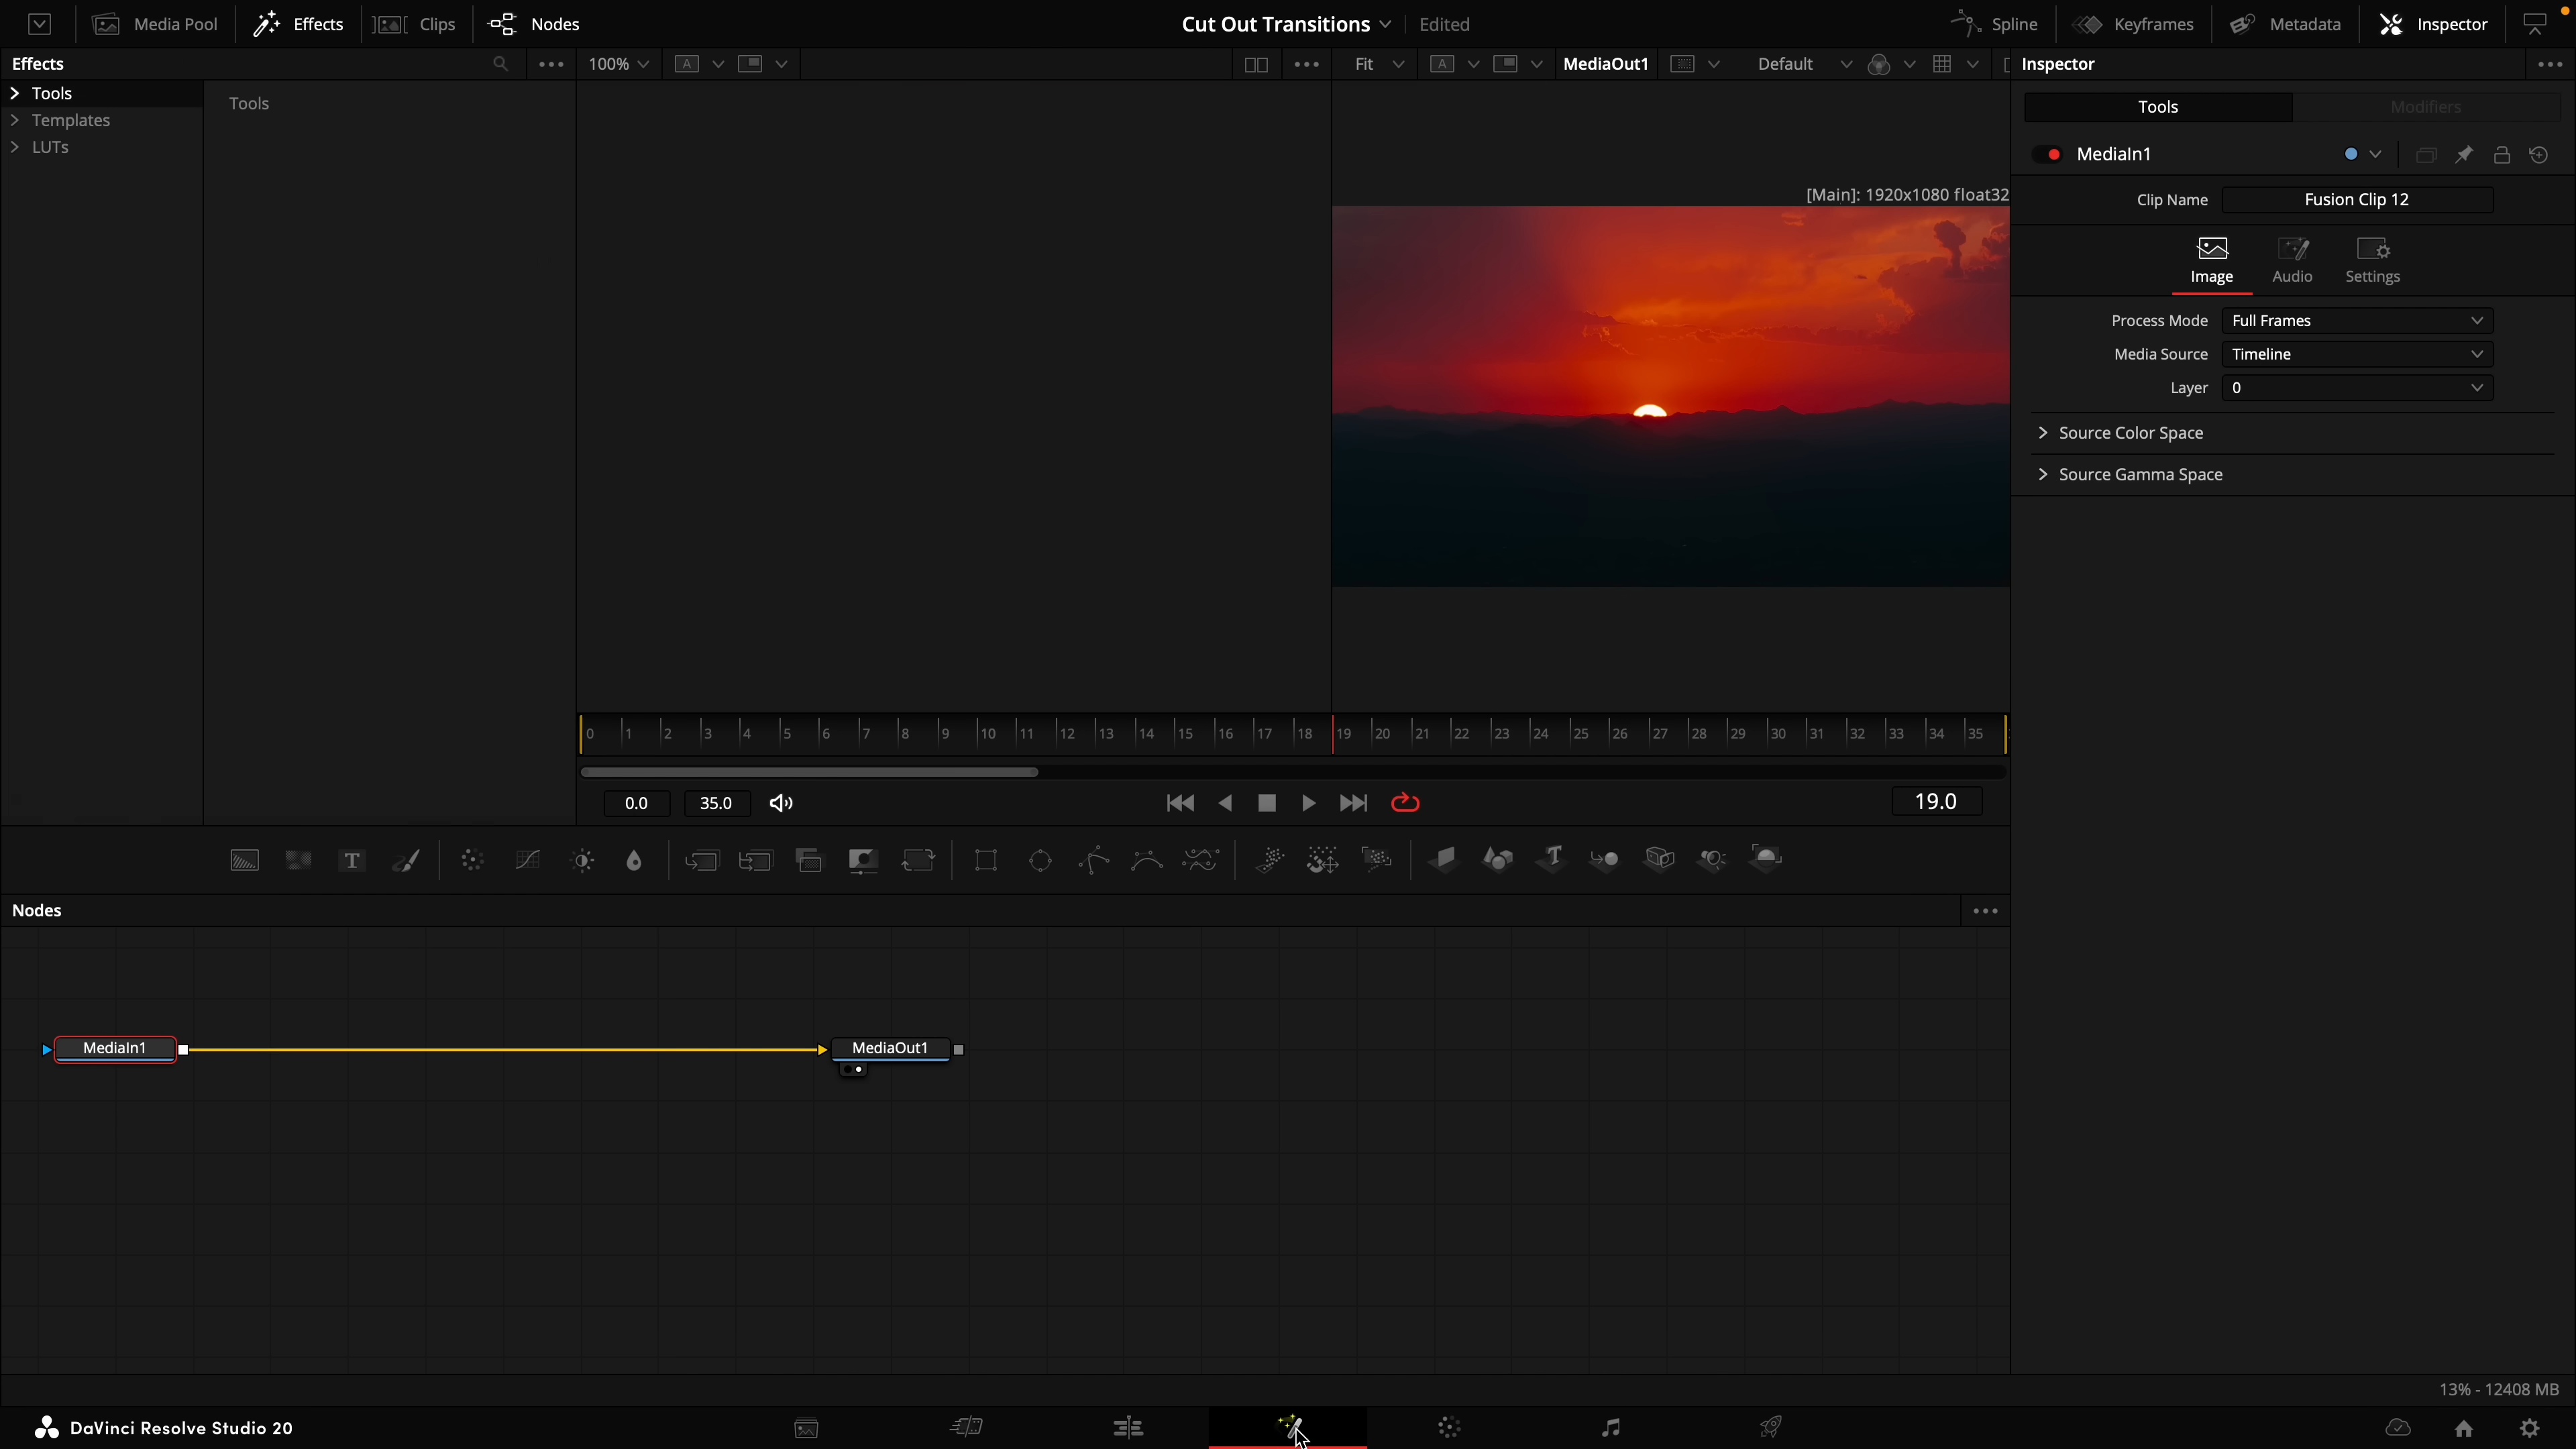 Media Pool Effects Clips Nodes Cut Out Transitions Edited Spline Keyframes Metadata Inspector
Effects 100% A Fit A MediaOut1 Default Inspector
Tools
Templates
LUTs
Tools
[Main]: 1920x1080 float32
Tools Modifiers
MediaIn1
Clip Name Fusion Clip 12
Image Audio Settings
Process Mode Full Frames
Media Source Timeline
Layer 0
Source Color Space
Source Gamma Space
0 1 2 3 4 5 6 7 8 9 10 11 12 13 14 15 16 17 18 19 20 21 22 23 24 25 26 27 28 29 30 31 32 33 34 35
0.0 35.0 19.0
T T
Nodes
MediaIn1 MediaOut1
13% - 12408 MB
DaVinci Resolve Studio 20